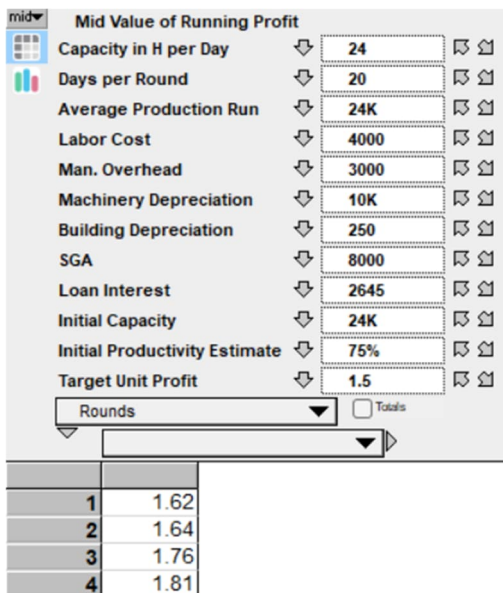 mid Mid Value of Running Profit
Capacity in H per Day 24
Days per Round 20
Average Production Run 24K
Labor Cost 4000
Man. Overhead 3000
Machinery Depreciation 10K
Building Depreciation 250
SGA 8000
Loan Interest 2645
Initial Capacity 24K
Initial Productivity Estimate 75%
Target Unit Profit 1.5
Rounds Totals
1 1.62
2 1.64
3 1.76
4 1.81